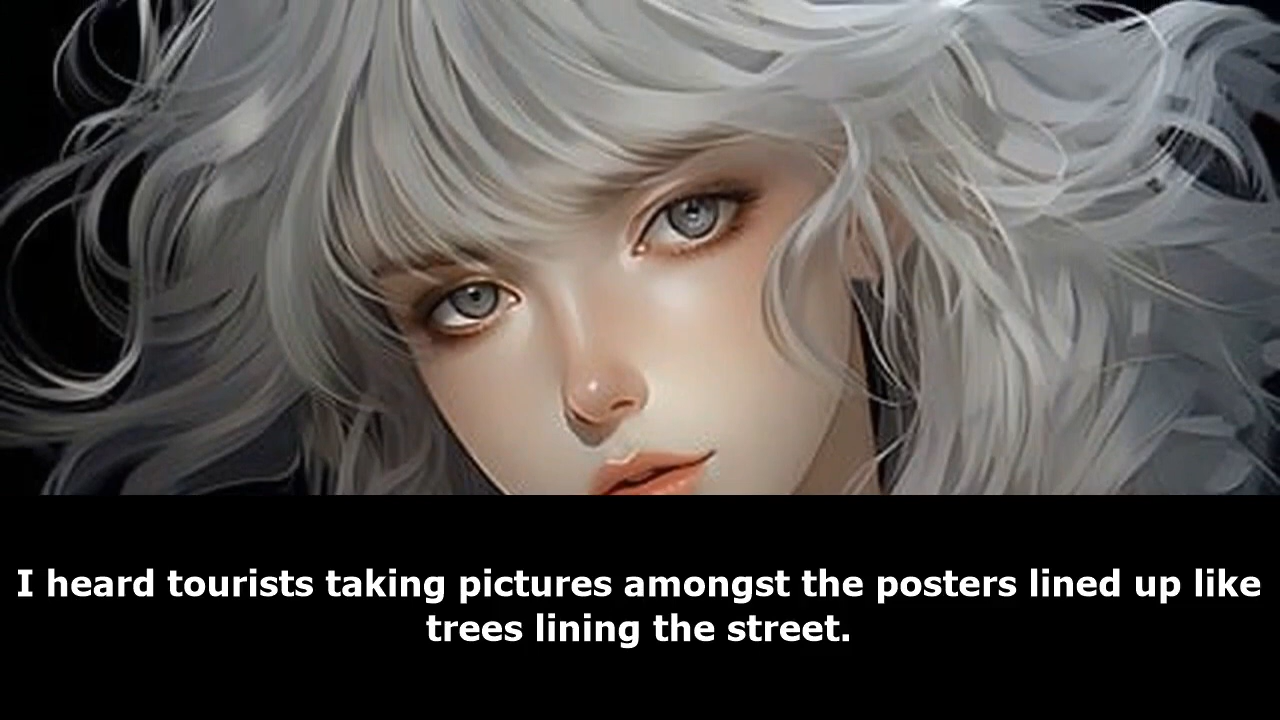 I heard tourists taking pictures amongst the posters lined up like
trees lining the street.